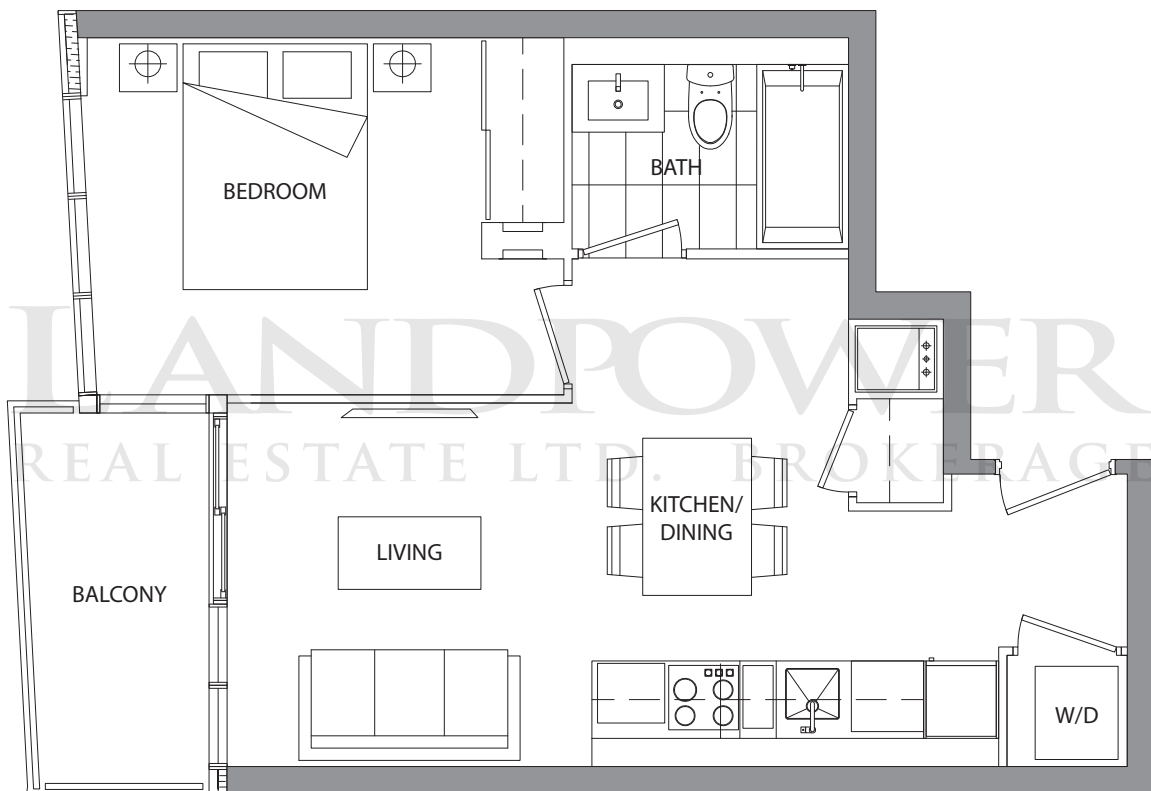 BEDROOM
BATH
LANDPOWER
REAL ESTATE LTD. BROKERAGE
KITCHEN/
DINING
LIVING
BALCONY
W/D